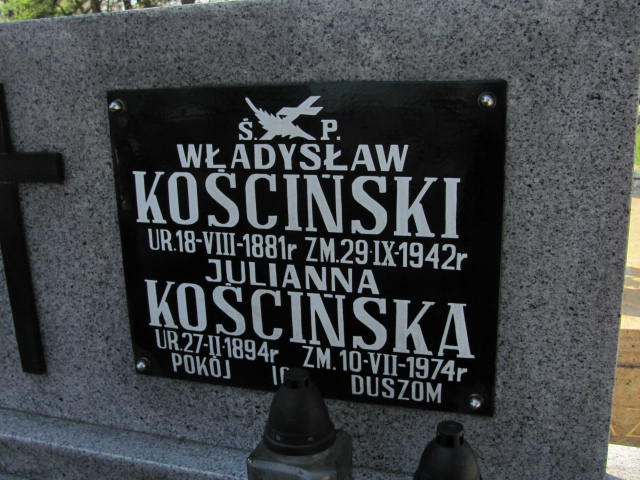 Ś. P.
WŁADYSŁAW
KOŚCIŃSKI
UR.18-VIII-1881r ZM.29-IX-1942r
JULIANNA
KOŚCIŃSKA
UR.27-II-1894r ZM.10-VII-1974r
POKÓJ DUSZOM